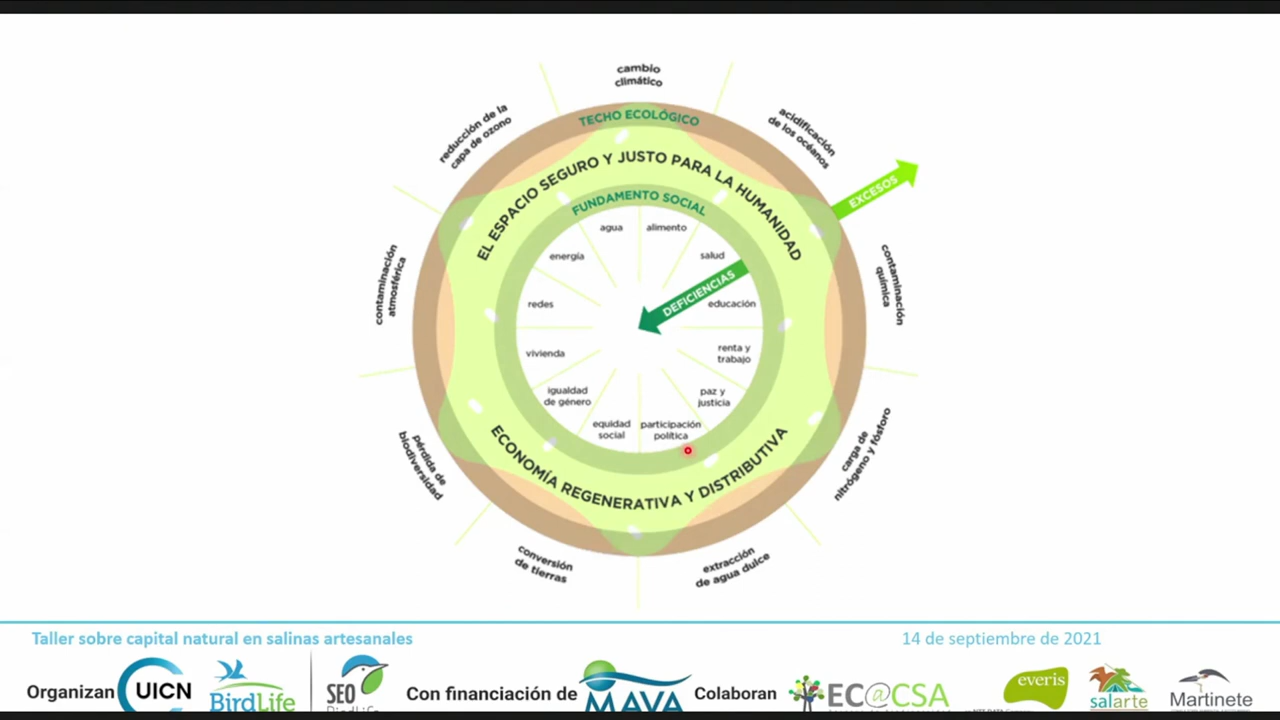 cambio
climático
acidificación
de los océanos
contaminación
química
carga de
nitrógeno y fósforo
extracción
de agua dulce
conversión
de tierras
pérdida de
biodiversidad
contaminación
atmosférica
reducción de la
capa de ozono
TECHO ECOLÓGICO
EXCESOS
EL ESPACIO SEGURO Y JUSTO PARA LA HUMANIDAD
FUNDAMENTO SOCIAL
agua
alimento
energía
salud
DEFICIENCIAS
redes
educación
vivienda
renta y
trabajo
igualdad
de género
paz y
justicia
equidad
social
participación
política
ECONOMÍA REGENERATIVA Y DISTRIBUTIVA
Taller sobre capital natural en salinas artesanales
14 de septiembre de 2021
Organizan
UICN
BirdLife
SEO
BirdLife
Con financiación de
MAVA
Colaboran
EC@CSA
everis
salarte
Martinete